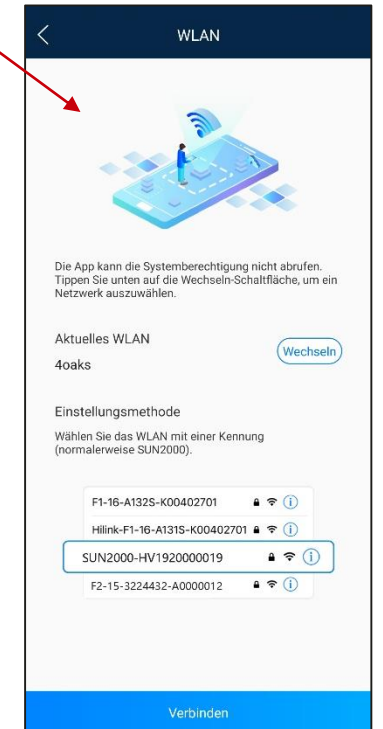 WLAN
Die App kann die Systemberechtigung nicht abrufen.
Tippen Sie unten auf die Wechseln-Schaltfläche, um ein
Netzwerk auszuwählen.
Aktuelles WLAN
Wechseln
4oaks
Einstellungsmethode
Wählen Sie das WLAN mit einer Kennung
(normalerweise SUN2000).
F1-16-A132S-K00402701
Hilink-F1-16-A131S-K00402701
SUN2000-HV1920000019
F2-15-3224432-A0000012
Verbinden